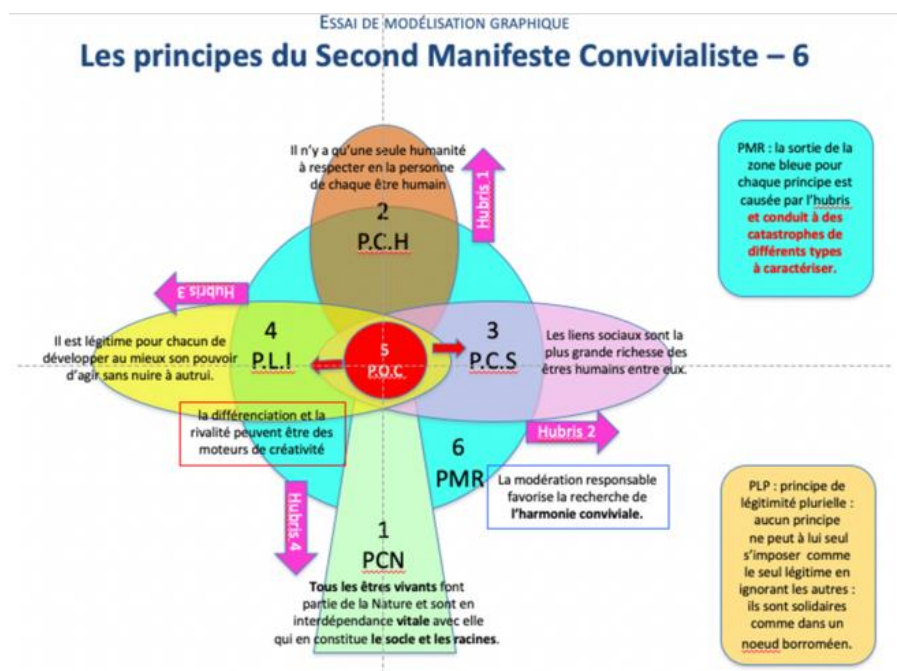 ESSAI DE MODÉLISATION GRAPHIQUE
Les principes du Second Manifeste Convivialiste – 6
Il n'y a qu'une seule humanité
à respecter en la personne
de chaque être humain
2
P.C.H
Hubris 1
PMR : la sortie de la
zone bleue pour
chaque principe est
causée par l'hubris
et conduit à des
catastrophes de
différents types
à caractériser.
Hubris 3
4
P.L.I
Il est légitime pour chacun de
développer au mieux son pouvoir
d'agir sans nuire à autrui.
5
P.O.C
3
P.C.S
Les liens sociaux sont la
plus grande richesse des
êtres humains entre eux.
la différenciation et la
rivalité peuvent être des
moteurs de créativité
Hubris 2
6
PMR
La modération responsable
favorise la recherche de
l'harmonie conviviale.
Hubris 4
1
PCN
Tous les êtres vivants font
partie de la Nature et sont en
interdépendance vitale avec elle
qui en constitue le socle et les racines.
PLP : principe de
légitimité plurielle :
aucun principe
ne peut à lui seul
s'imposer comme
le seul légitime en
ignorant les autres :
ils sont solidaires
comme dans un
noeud borroméen.